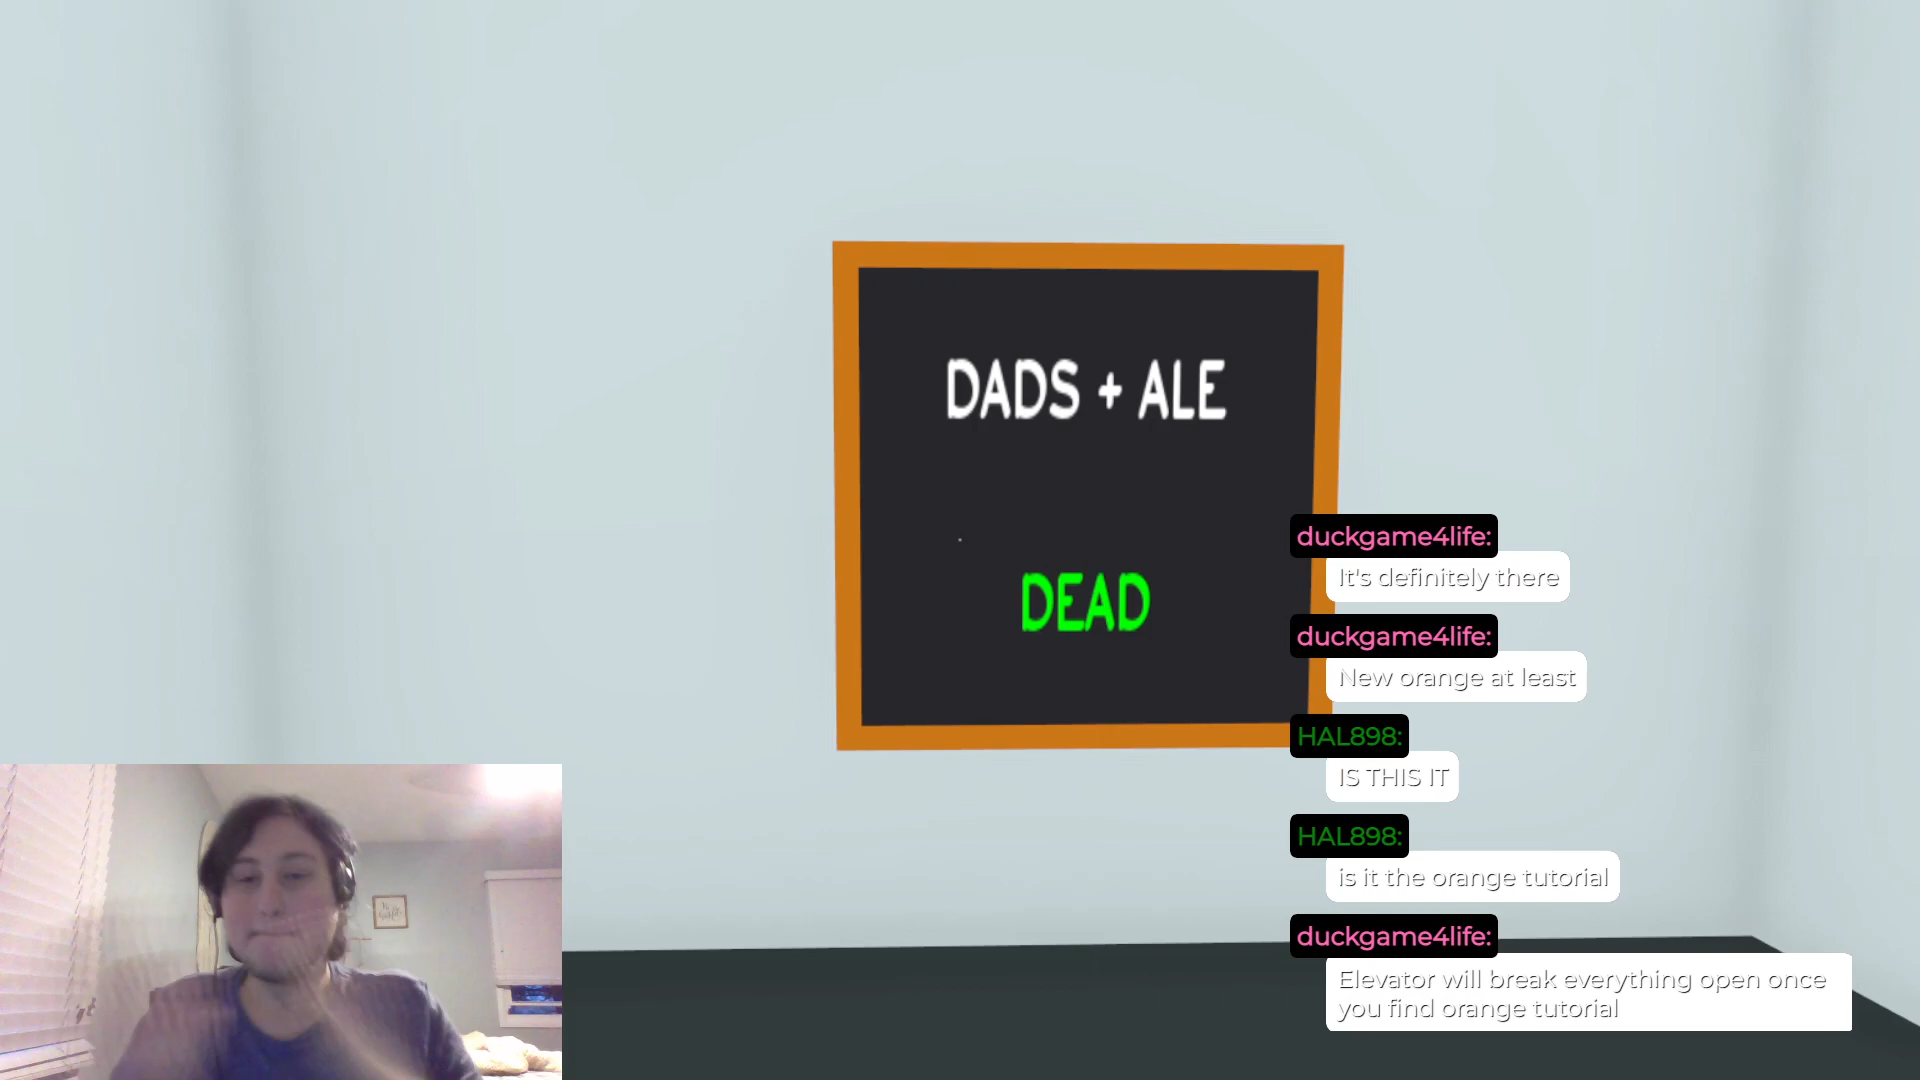 DADS + ALE
DEAD
duckgame4life:
It's definitely there
duckgame4life:
New orange at least
HAL898:
IS THIS IT
HAL898:
is it the orange tutorial
duckgame4life:
Elevator will break everything open once
you find orange tutorial